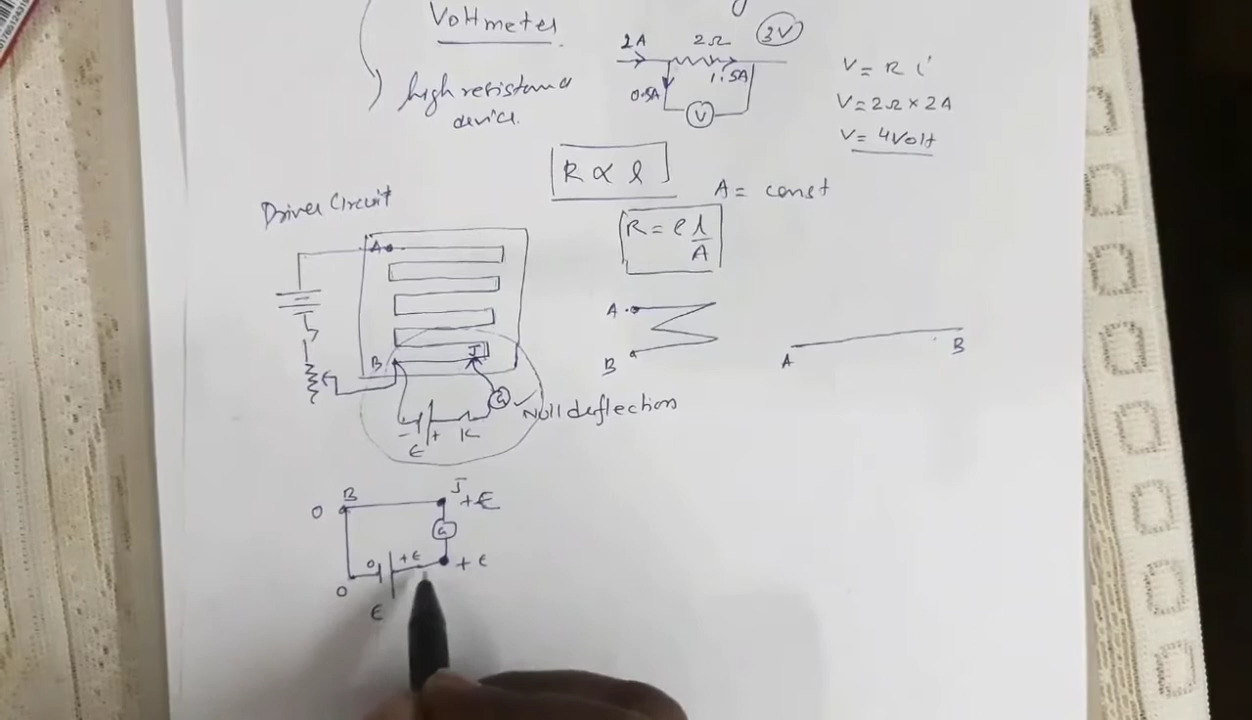 Voltmeter
high resistance
device.
2A 2Ω 3V
1.5A
0.5A
V
V = R i
V = 2Ω × 2A
V = 4Volt
R ∝ l
A = const
R = ρ l/A
Driver Circuit
A
B
J
G
Null deflection
- + K
E
A
B
A B
B J +E
0
G
0 +E +E
0
E